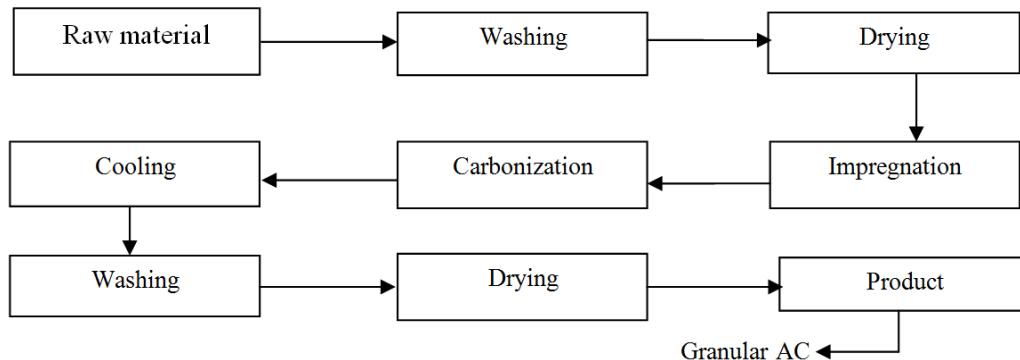 Raw material
Washing
Drying
Impregnation
Carbonization
Cooling
Washing
Drying
Product
Granular AC